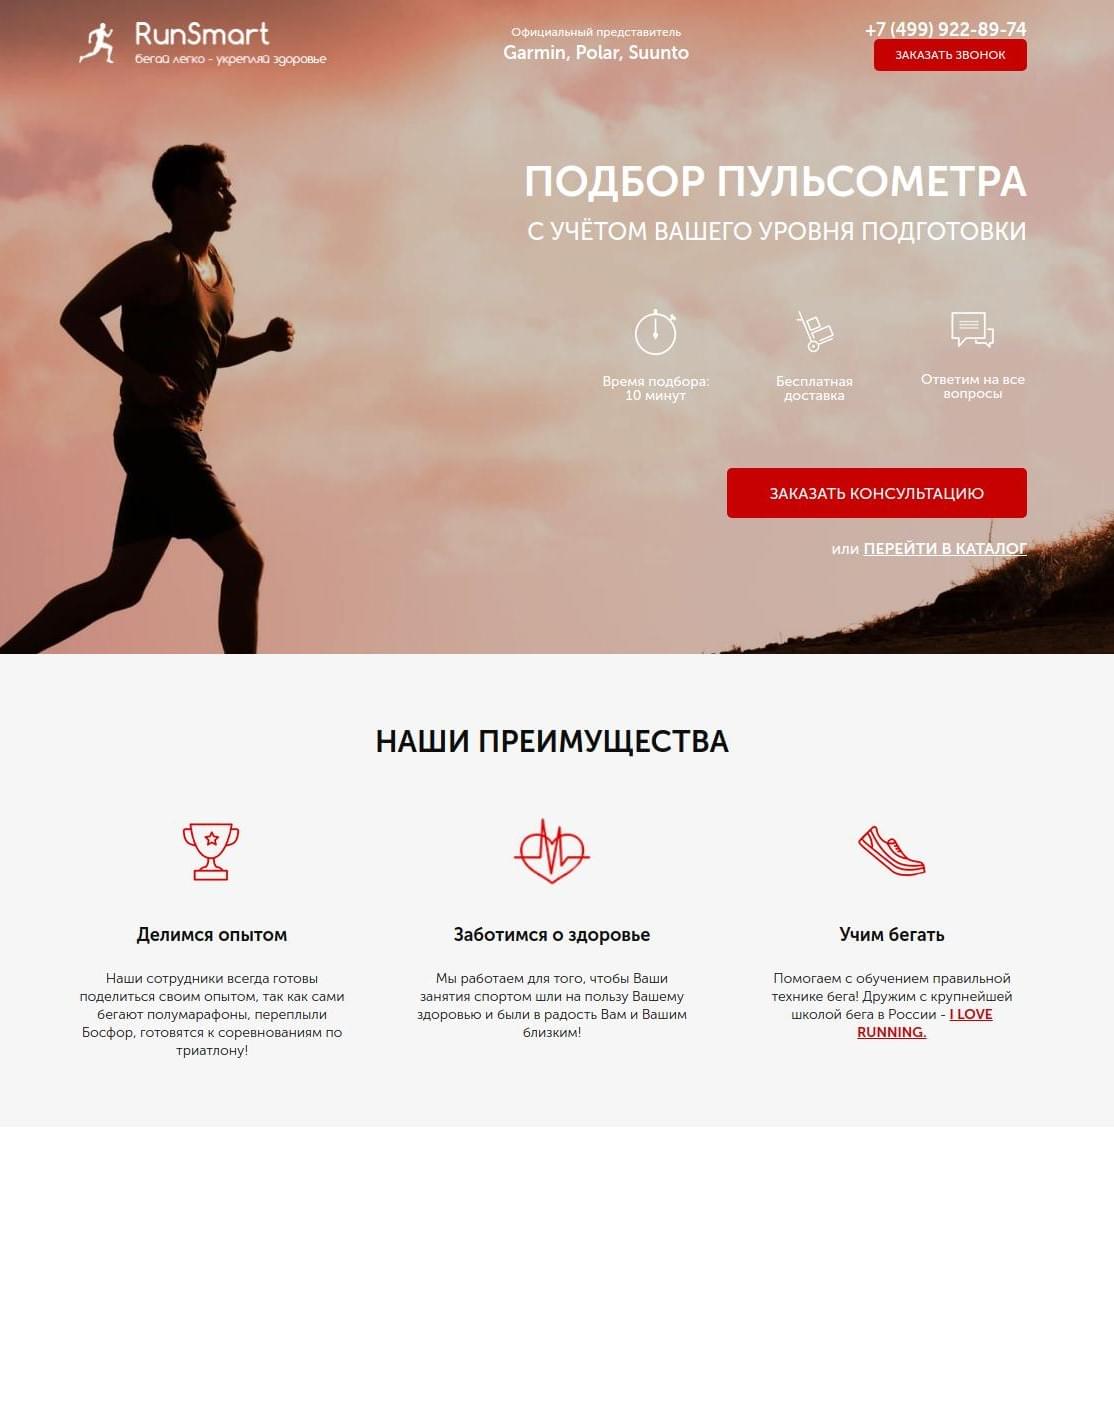 RunSmart
бегай легко - укрепляй здоровье
Официальный представитель
Garmin, Polar, Suunto
+7 (499) 922-89-74
ЗАКАЗАТЬ ЗВОНОК
ПОДБОР ПУЛЬСОМЕТРА
С УЧЁТОМ ВАШЕГО УРОВНЯ ПОДГОТОВКИ
Время подбора:
10 минут
Бесплатная
доставка
Ответим на все
вопросы
ЗАКАЗАТЬ КОНСУЛЬТАЦИЮ
или ПЕРЕЙТИ В КАТАЛОГ
НАШИ ПРЕИМУЩЕСТВА
Делимся опытом
Наши сотрудники всегда готовы
поделиться своим опытом, так как сами
бегают полумарафоны, переплыли
Босфор, готовятся к соревнованиям по
триатлону!
Заботимся о здоровье
Мы работаем для того, чтобы Ваши
занятия спортом шли на пользу Вашему
здоровью и были в радость Вам и Вашим
близким!
Учим бегать
Помогаем с обучением правильной
технике бега! Дружим с крупнейшей
школой бега в России - I LOVE
RUNNING.